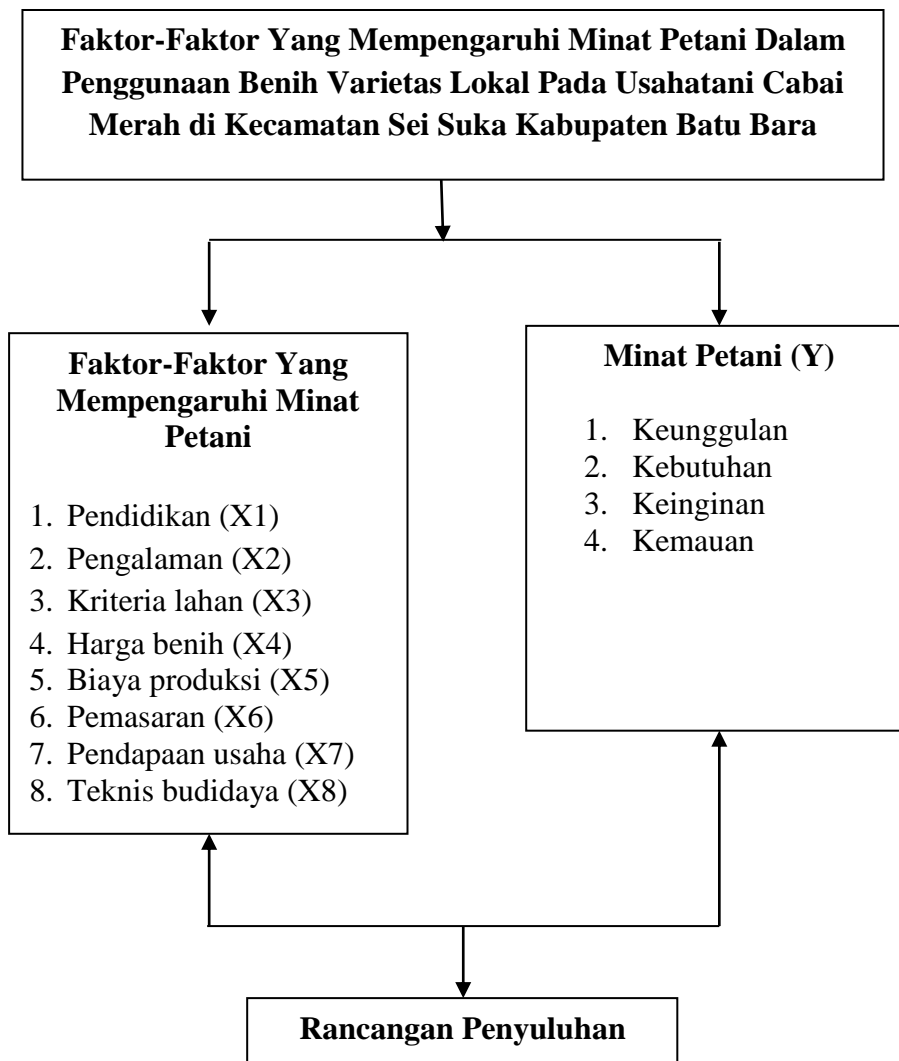 Faktor-Faktor Yang Mempengaruhi Minat Petani Dalam
Penggunaan Benih Varietas Lokal Pada Usahatani Cabai
Merah di Kecamatan Sei Suka Kabupaten Batu Bara
Faktor-Faktor Yang
Mempengaruhi Minat
Petani
1. Pendidikan (X1)
2. Pengalaman (X2)
3. Kriteria lahan (X3)
4. Harga benih (X4)
5. Biaya produksi (X5)
6. Pemasaran (X6)
7. Pendapaan usaha (X7)
8. Teknis budidaya (X8)
Minat Petani (Y)
1. Keunggulan
2. Kebutuhan
3. Keinginan
4. Kemauan
Rancangan Penyuluhan